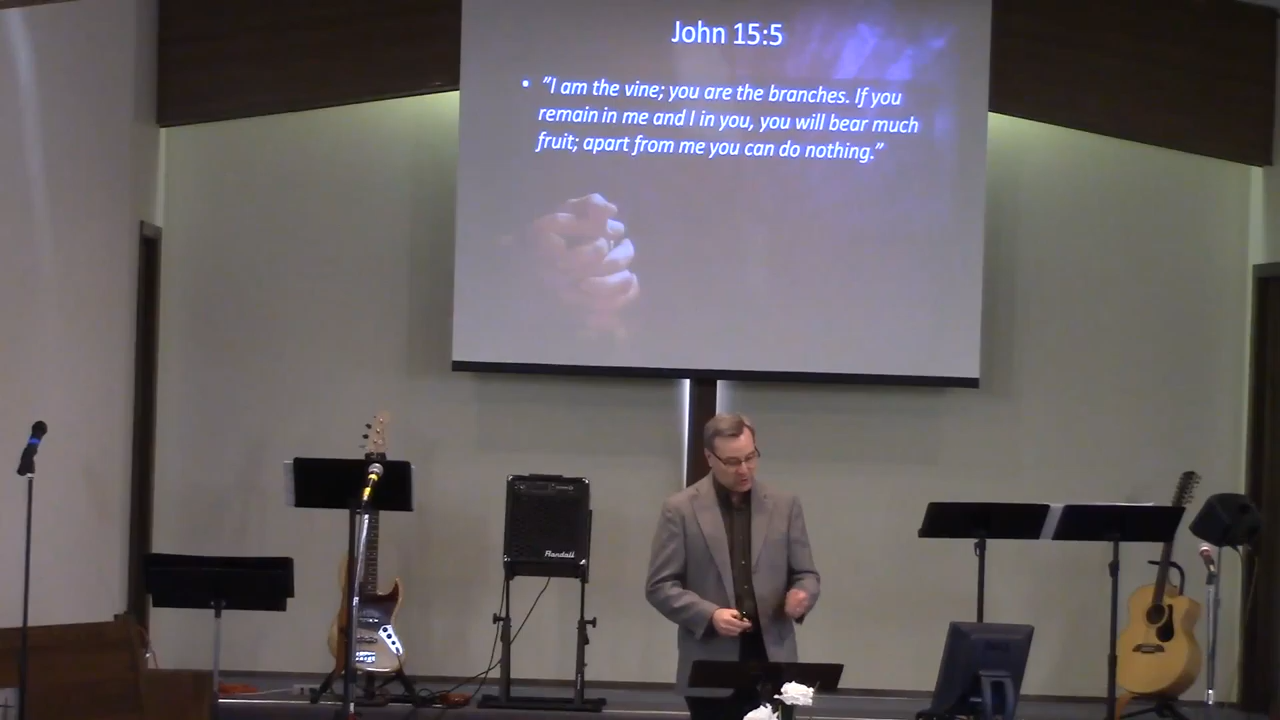 John 15:5
• "I am the vine; you are the branches. If you
remain in me and I in you, you will bear much
fruit; apart from me you can do nothing."
Randall